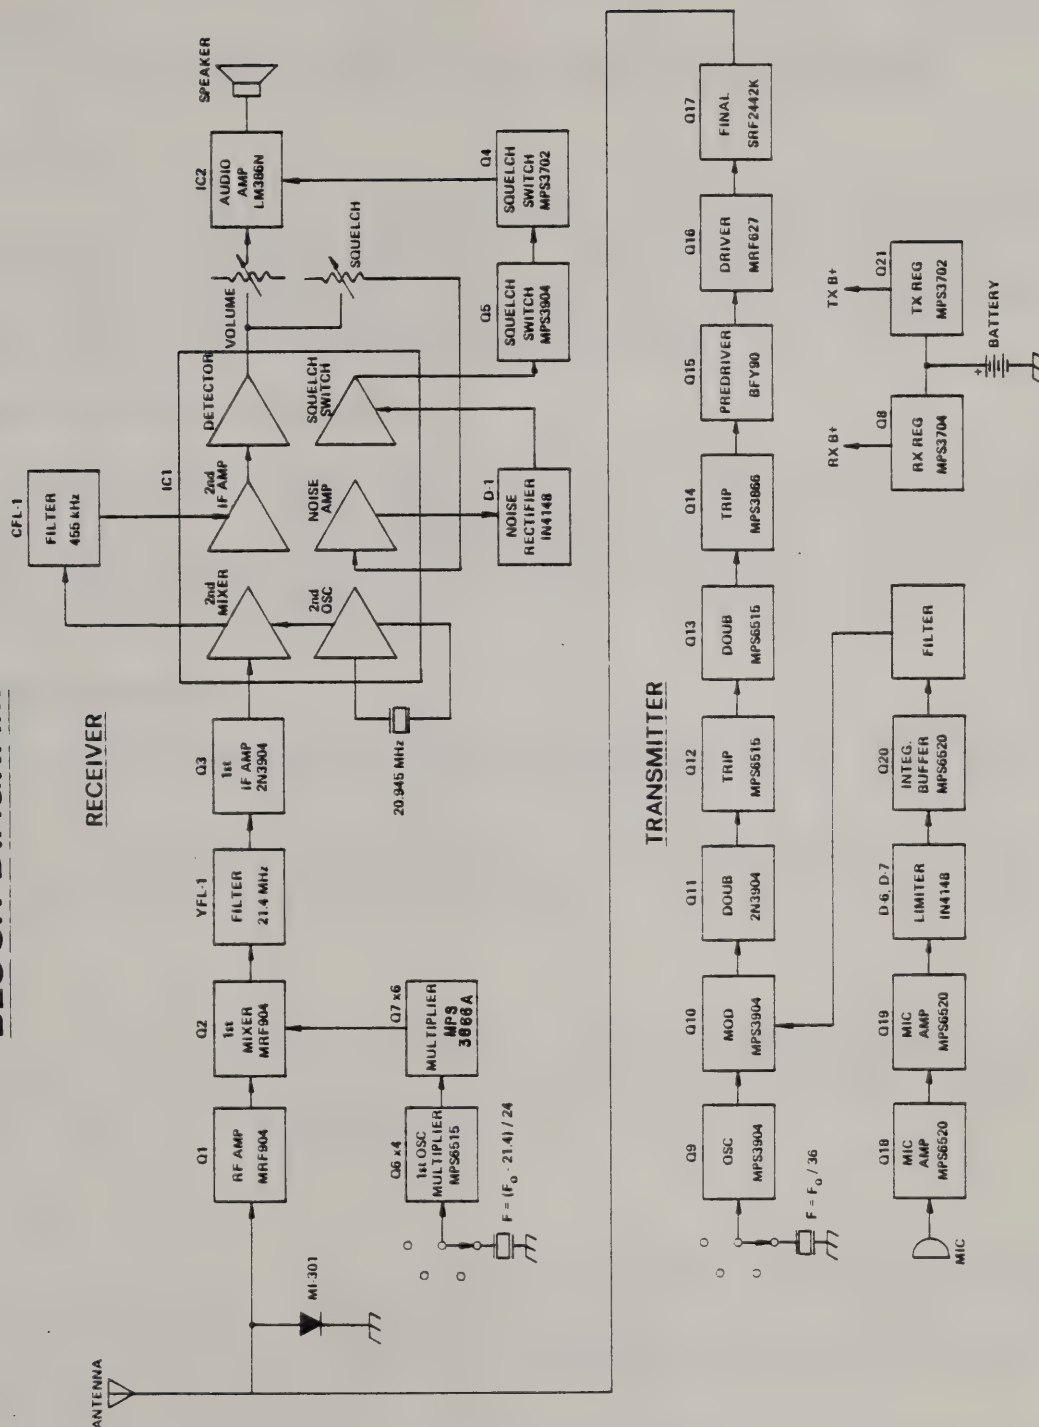 BLOCK DIAGRAM
RECEIVER
ANTENNA
MI-301
Q1
RF AMP
MRF904
Q2
1st
MIXER
MRF904
YFL-1
FILTER
21.4 MHz
Q3
1st
IF AMP
2N3904
Q6 x4
1st OSC
MULTIPLIER
MPS6515
F = (Fo - 21.4) / 24
Q7 x6
MULTIPLIER
MPS
3866A
20.945 MHz
CFL-1
FILTER
455 kHz
IC1
2nd
MIXER
2nd
IF AMP
DETECTOR
2nd
OSC
NOISE
AMP
SQUELCH
SWITCH
D-1
NOISE
RECTIFIER
IN4148
VOLUME
SQUELCH
IC2
AUDIO
AMP
LM386N
SPEAKER
Q5
SQUELCH
SWITCH
MPS3904
Q4
SQUELCH
SWITCH
MPS3702
TRANSMITTER
Q9
OSC
MPS3904
F = Fo / 36
Q10
MOD
MPS3904
Q11
DOUB
2N3904
Q12
TRIP
MPS6515
Q13
DOUB
MPS6515
Q14
TRIP
MPS3866
Q15
PREDRIVER
BFY90
Q16
DRIVER
MRF627
Q17
FINAL
SRF2442K
MIC
Q18
MIC
AMP
MPS6520
Q19
MIC
AMP
MPS6520
D-6, D-7
LIMITER
IN4148
Q20
INTEG.
BUFFER
MPS6520
FILTER
RX B+
Q8
RX REG
MPS3704
TX B+
Q21
TX REG
MPS3702
+
BATTERY